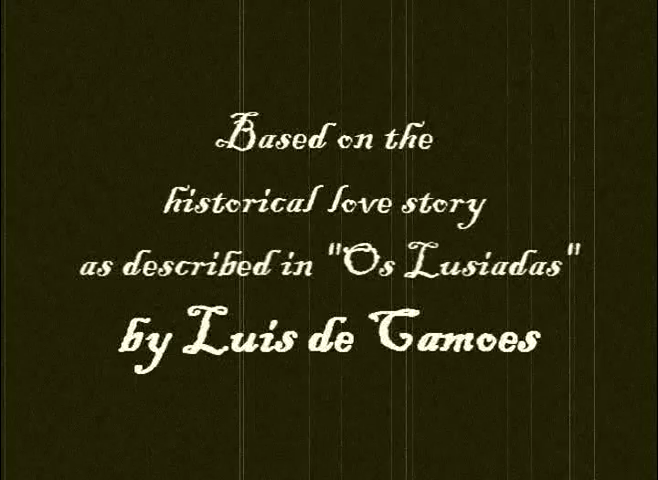 Based on the
historical love story
as described in "Os Lusiadas"
by Luis de Camoes